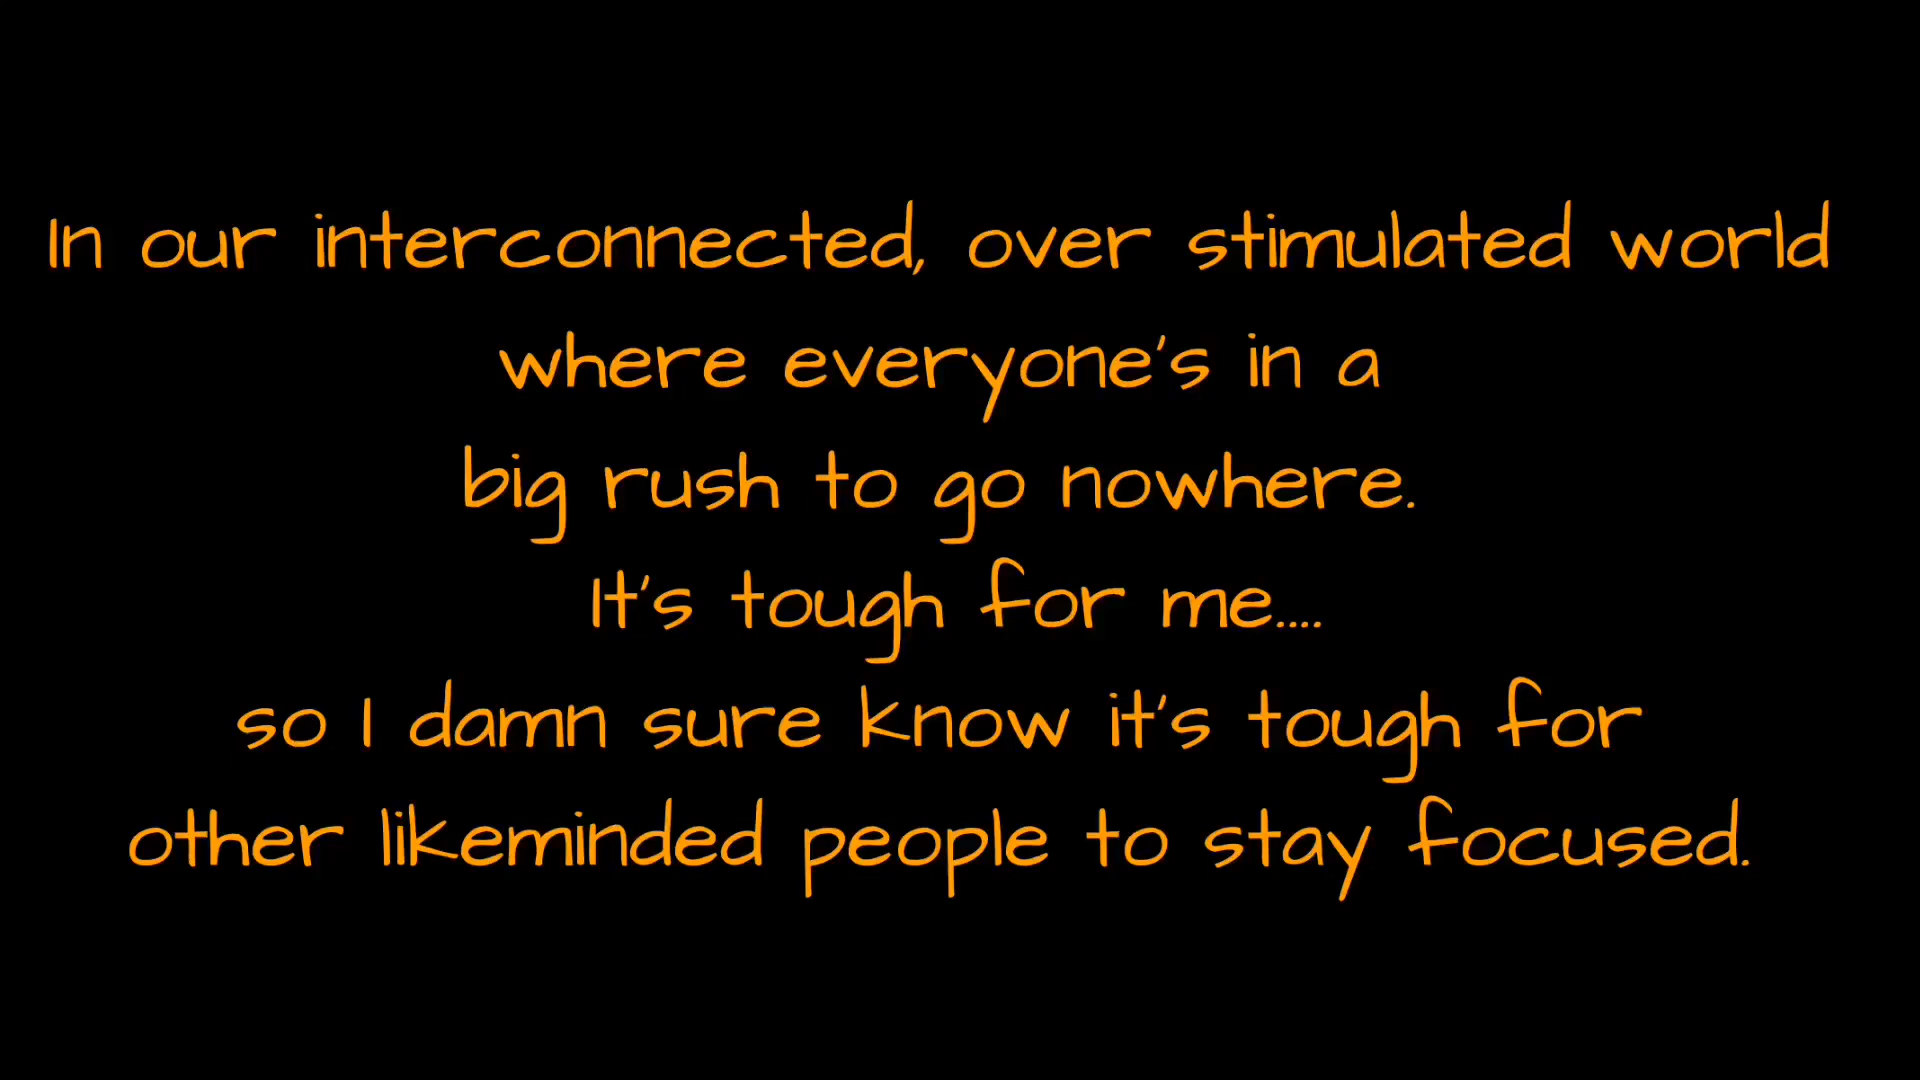 In our interconnected, over stimulated world
where everyone's in a
big rush to go nowhere.
It's tough for me....
so I damn sure know it's tough for
other likeminded people to stay focused.